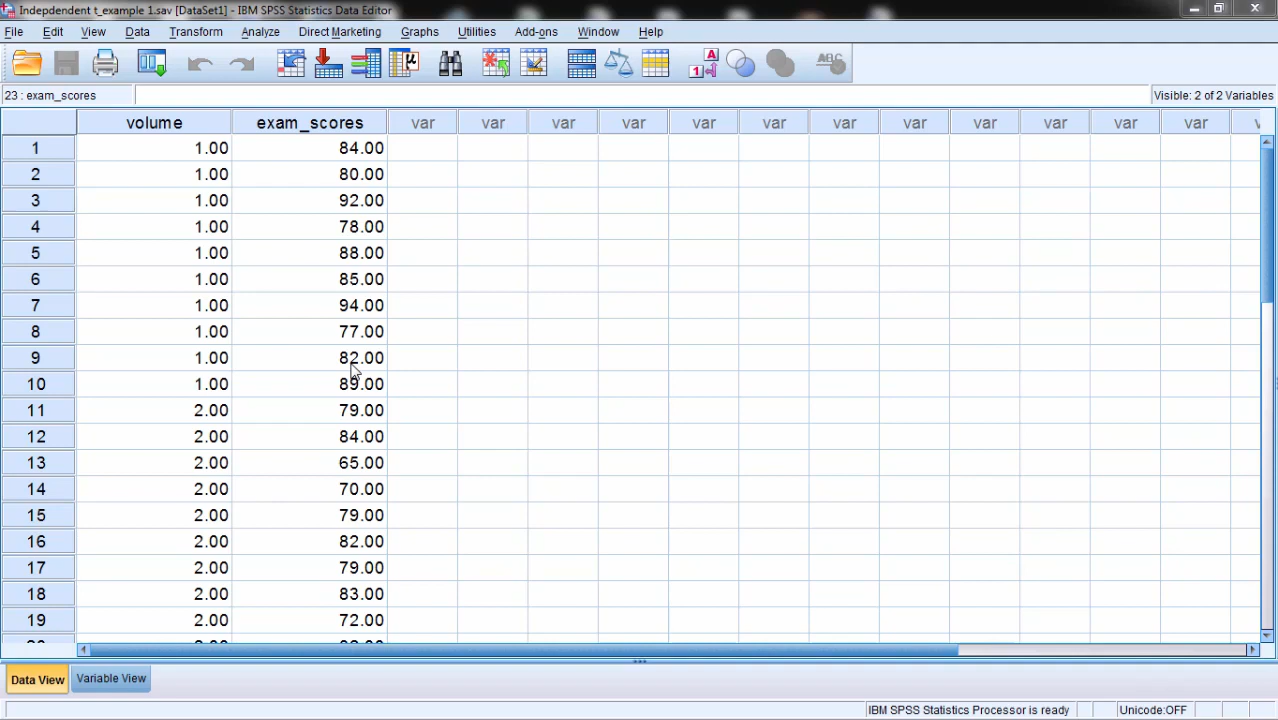 Indepdendent t_example 1.sav [DataSet1] - IBM SPSS Statistics Data Editor
File Edit View Data Transform Analyze Direct Marketing Graphs Utilities Add-ons Window Help
23 : exam_scores Visible: 2 of 2 Variables
volume exam_scores var var var var var var var var var var var var
1 1.00 84.00
2 1.00 80.00
3 1.00 92.00
4 1.00 78.00
5 1.00 88.00
6 1.00 85.00
7 1.00 94.00
8 1.00 77.00
9 1.00 82.00
10 1.00 89.00
11 2.00 79.00
12 2.00 84.00
13 2.00 65.00
14 2.00 70.00
15 2.00 79.00
16 2.00 82.00
17 2.00 79.00
18 2.00 83.00
19 2.00 72.00
Data View Variable View
IBM SPSS Statistics Processor is ready Unicode:OFF